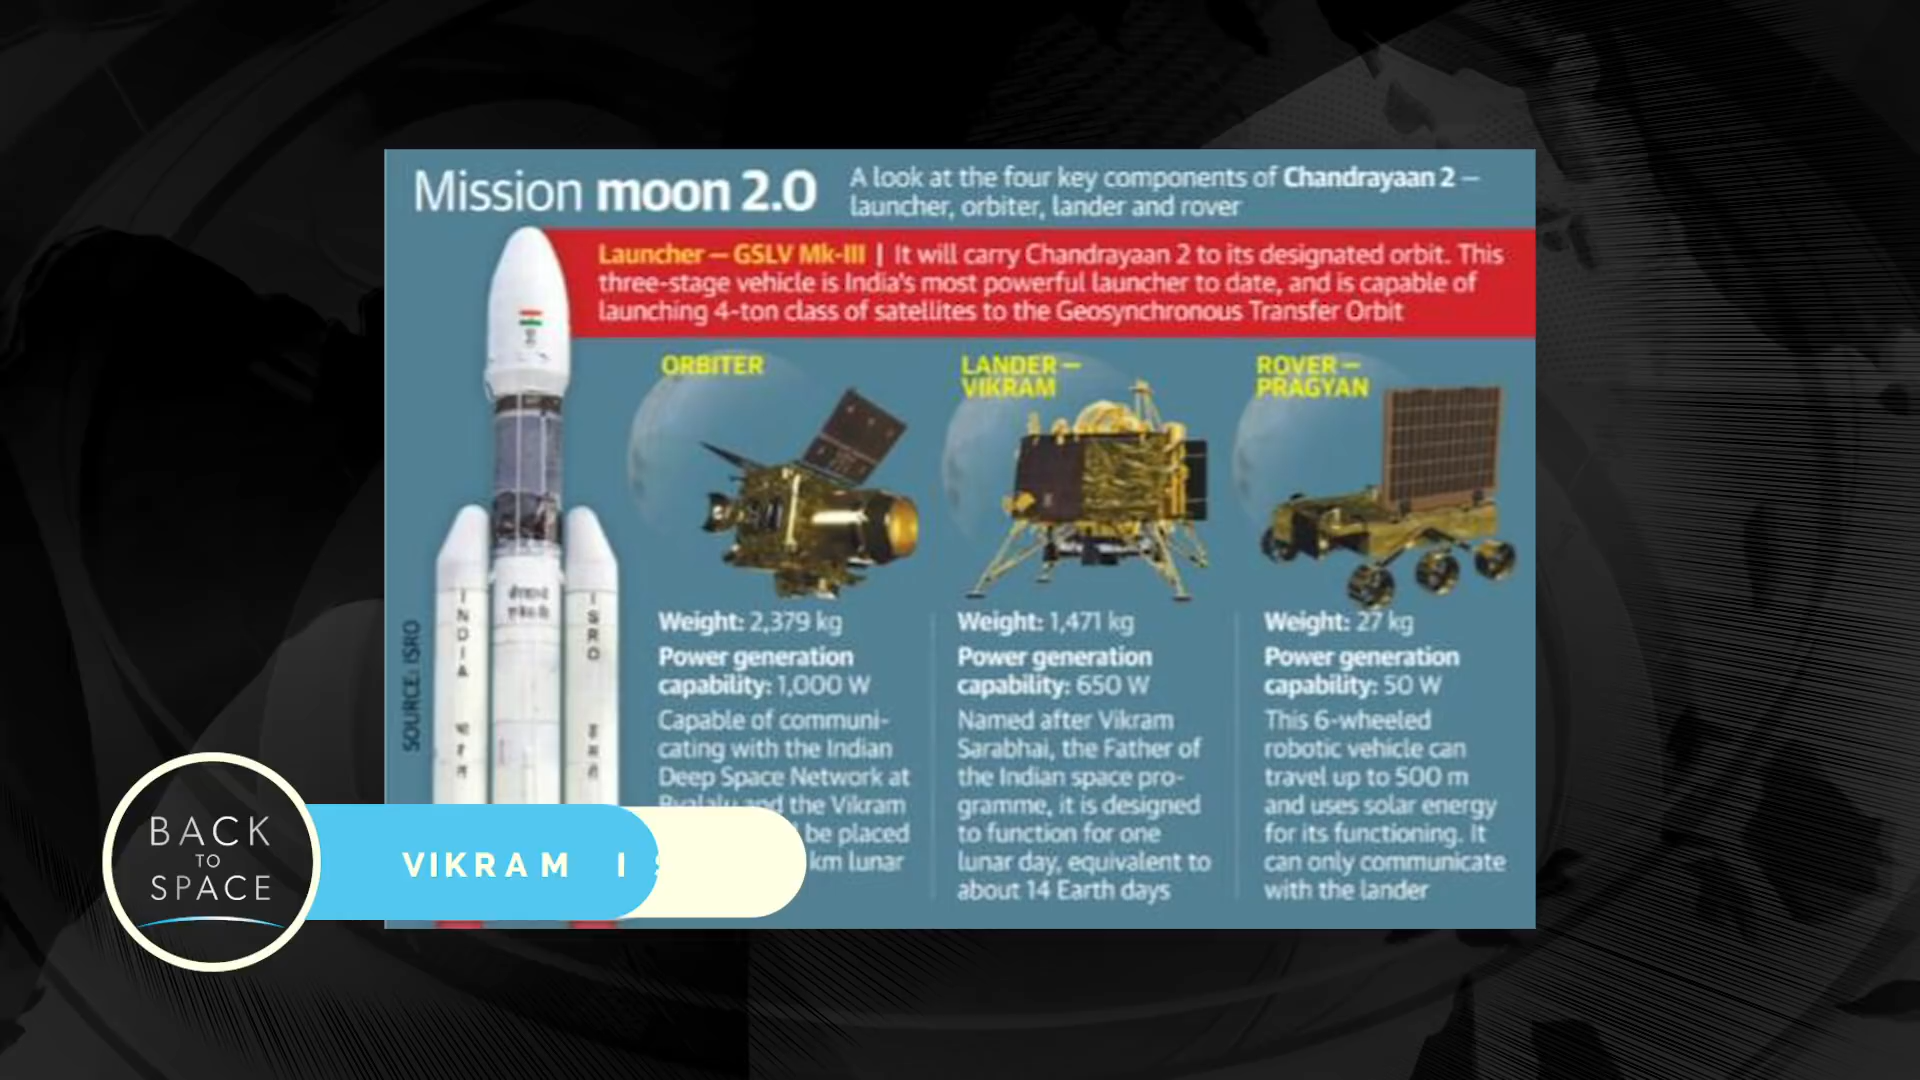 Mission moon 2.0
A look at the four key components of Chandrayaan 2 —
launcher, orbiter, lander and rover
Launcher — GSLV Mk-III | It will carry Chandrayaan 2 to its designated orbit. This
three-stage vehicle is India's most powerful launcher to date, and is capable of
launching 4-ton class of satellites to the Geosynchronous Transfer Orbit
ORBITER
Weight: 2,379 kg
Power generation
capability: 1,000 W
Capable of communi-
cating with the Indian
Deep Space Network at
Byalalu and the Vikram
be placed
km lunar
LANDER —
VIKRAM
Weight: 1,471 kg
Power generation
capability: 650 W
Named after Vikram
Sarabhai, the Father of
the Indian space pro-
gramme, it is designed
to function for one
lunar day, equivalent to
about 14 Earth days
ROVER —
PRAGYAN
Weight: 27 kg
Power generation
capability: 50 W
This 6-wheeled
robotic vehicle can
travel up to 500 m
and uses solar energy
for its functioning. It
can only communicate
with the lander
INDIA
ISRO
SOURCE: ISRO
BACK
TO
SPACE
VIKRAM I